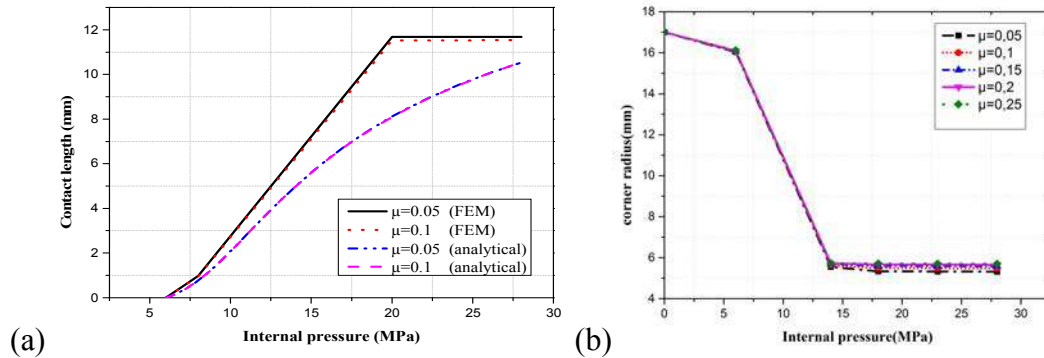 12
10
8
6
4
2
0
5
10
15
20
25
30
Contact length (mm)
Internal pressure (MPa)
μ=0.05 (FEM)
μ=0.1 (FEM)
μ=0.05 (analytical)
μ=0.1 (analytical)
(a)
18
16
14
12
10
8
6
4
0
5
10
15
20
25
30
corner radius(mm)
Internal pressure(MPa)
μ=0,05
μ=0,1
μ=0,15
μ=0,2
μ=0,25
(b)